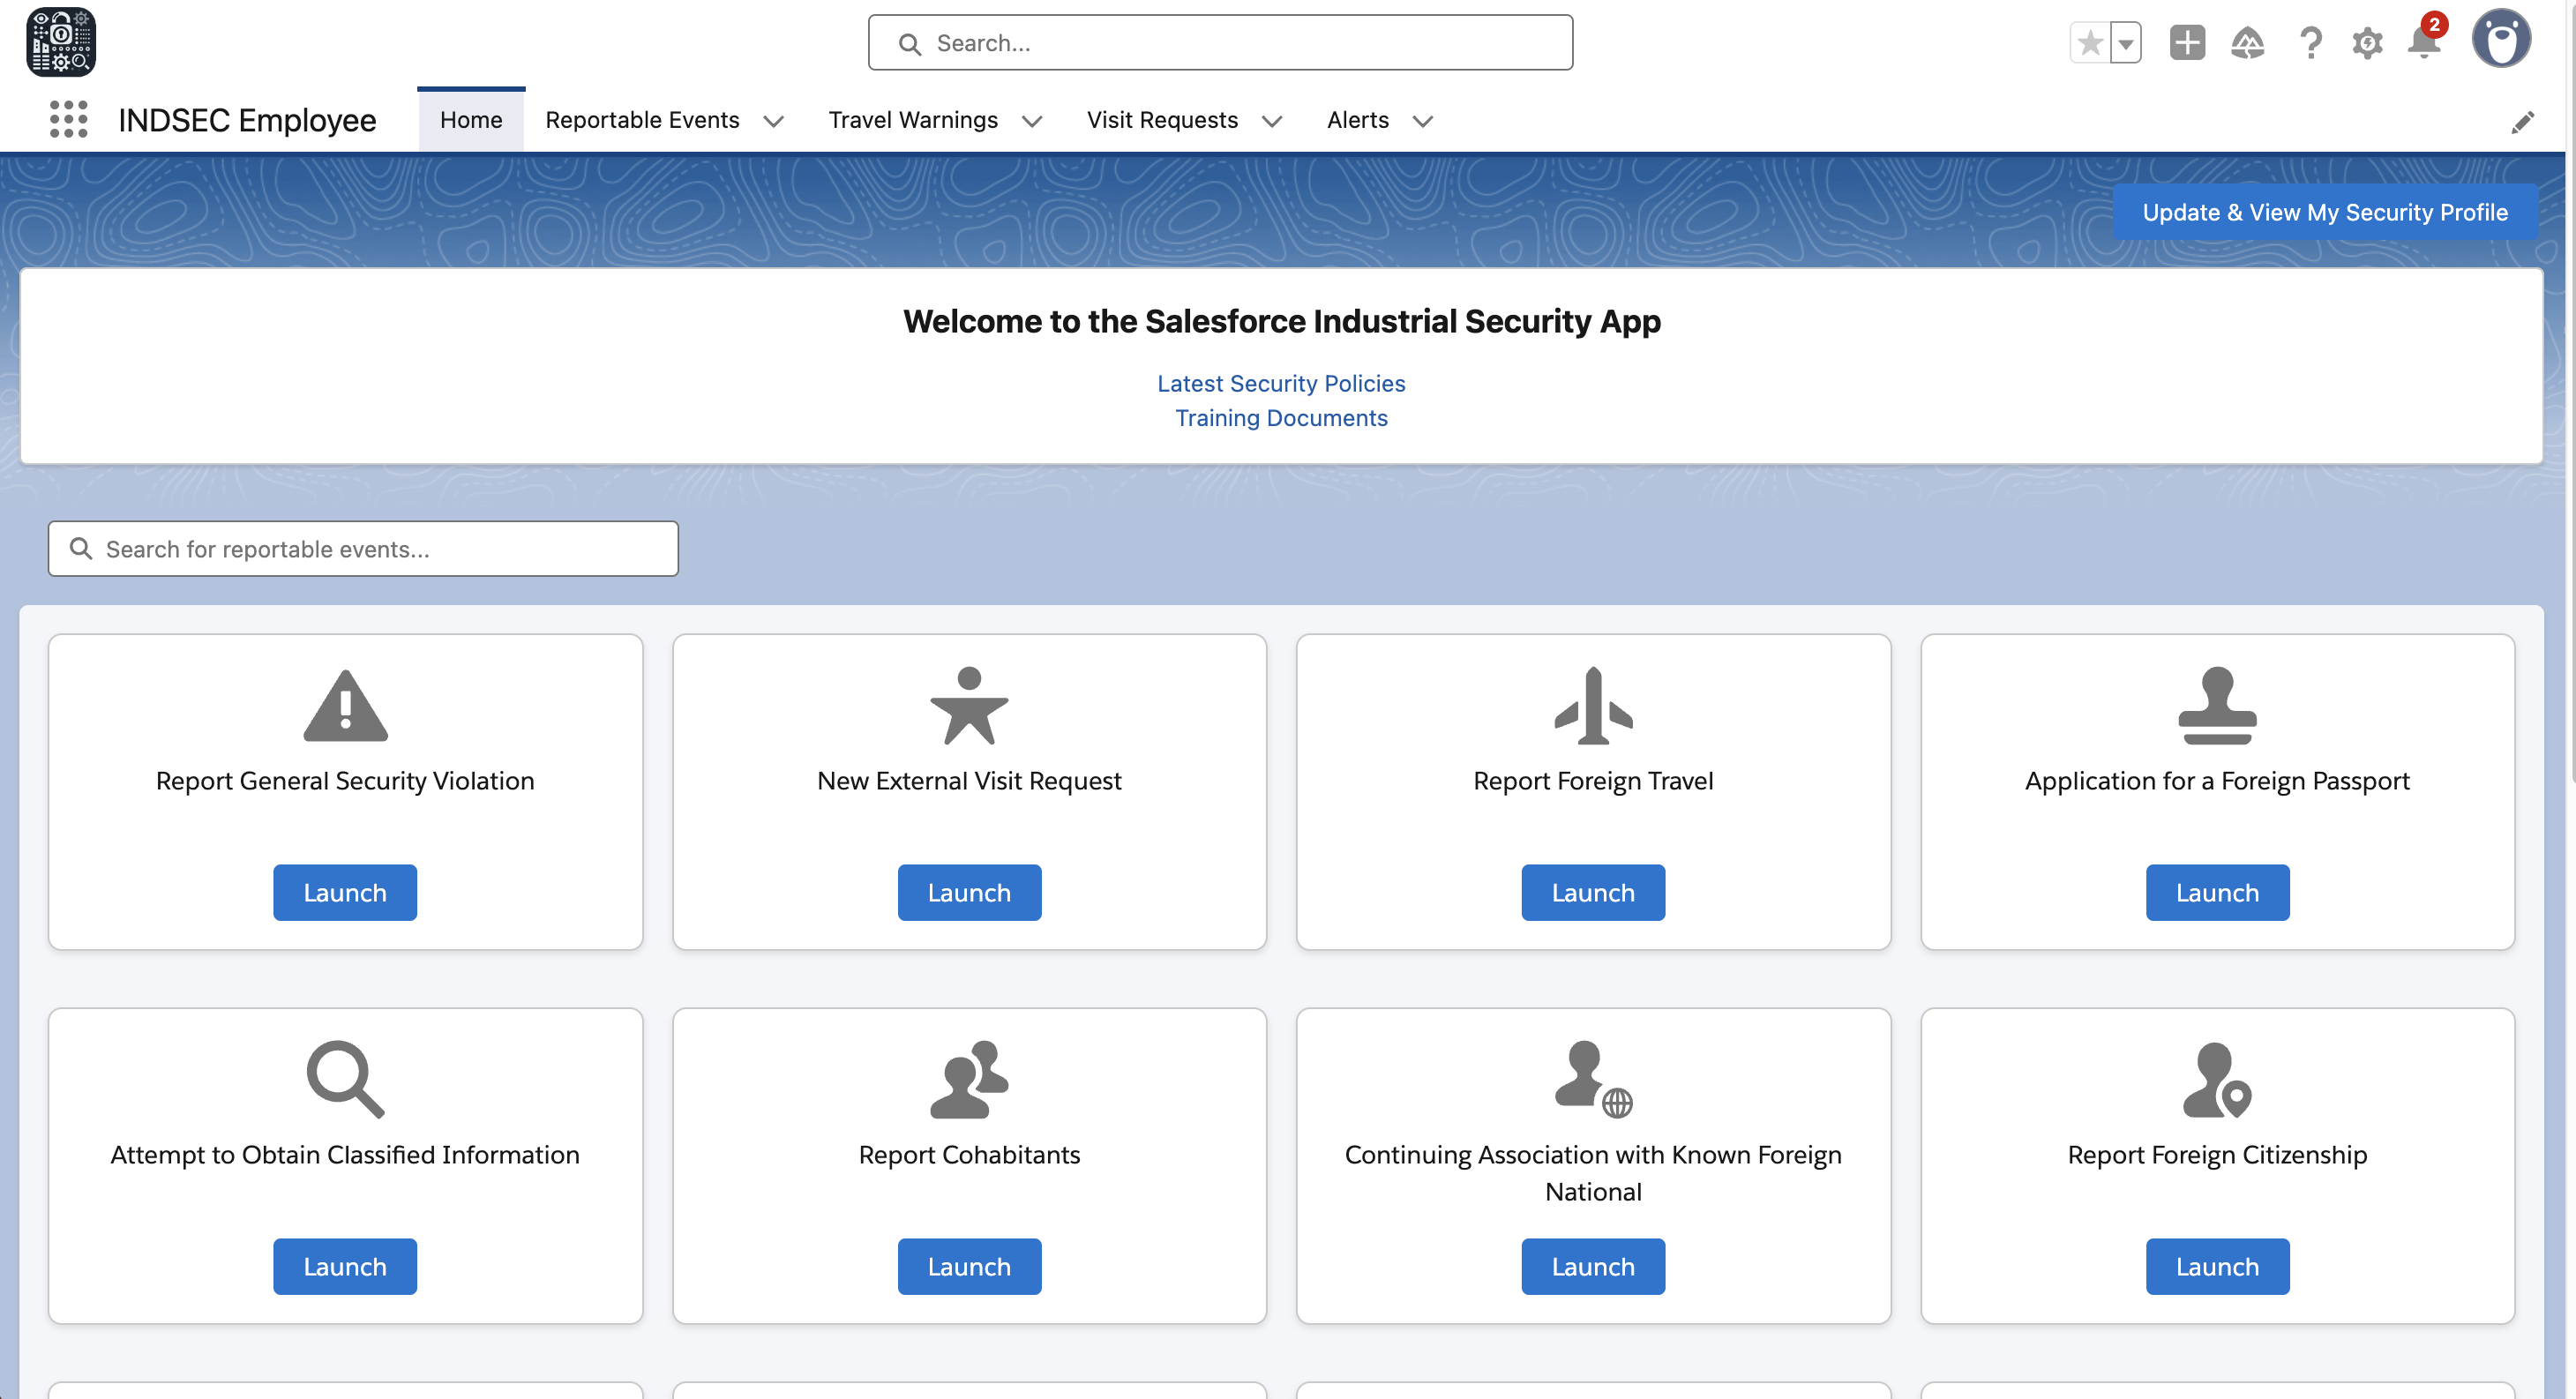 Search...
2
INDSEC Employee
Home
Reportable Events
Travel Warnings
Visit Requests
Alerts
Update & View My Security Profile
Welcome to the Salesforce Industrial Security App
Latest Security Policies
Training Documents
Search for reportable events...
Report General Security Violation
Launch
New External Visit Request
Launch
Report Foreign Travel
Launch
Application for a Foreign Passport
Launch
Attempt to Obtain Classified Information
Launch
Report Cohabitants
Launch
Continuing Association with Known Foreign
National
Launch
Report Foreign Citizenship
Launch